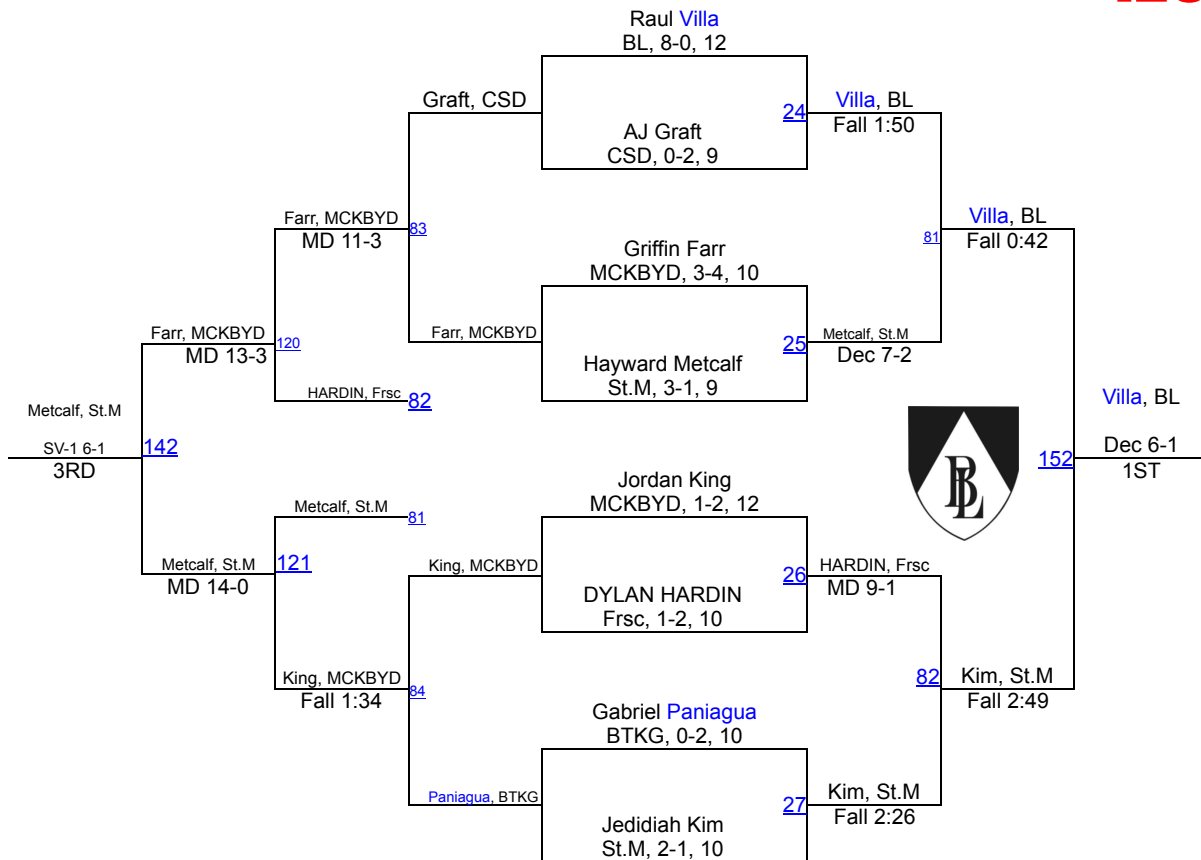 Raul Villa
BL, 8-0, 12
Graft, CSD
24
Villa, BL
Fall 1:50
AJ Graft
CSD, 0-2, 9
Farr, MCKBYD
MD 11-3
83
81
Villa, BL
Fall 0:42
Griffin Farr
MCKBYD, 3-4, 10
Farr, MCKBYD
MD 13-3
120
Farr, MCKBYD
25
Metcalf, St.M
Dec 7-2
Hayward Metcalf
St.M, 3-1, 9
HARDIN, Frsc
82
Metcalf, St.M
SV-1 6-1
3RD
142
BL
152
Villa, BL
Dec 6-1
1ST
Jordan King
MCKBYD, 1-2, 12
Metcalf, St.M
81
Metcalf, St.M
MD 14-0
121
King, MCKBYD
26
HARDIN, Frsc
MD 9-1
DYLAN HARDIN
Frsc, 1-2, 10
King, MCKBYD
Fall 1:34
84
82
Kim, St.M
Fall 2:49
Gabriel Paniagua
BTKG, 0-2, 10
Paniagua, BTKG
27
Kim, St.M
Fall 2:26
Jedidiah Kim
St.M, 2-1, 10